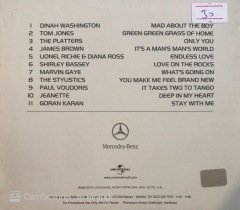 1 DINAH WASHINGTON MAD ABOUT THE BOY
2 TOM JONES GREEN GREEN GRASS OF HOME
3 THE PLATTERS ONLY YOU
4 JAMES BROWN IT'S A MAN'S MAN'S WORLD
5 LIONEL RICHIE & DIANA ROSS ENDLESS LOVE
6 SHIRLEY BASSEY LOVE ON THE ROCKS
7 MARVIN GAYE WHAT'S GOING ON
8 THE STYLISTICS YOU MAKE ME FEEL BRAND NEW
9 PAUL VOUDORIS IT TAKES TWO TO TANGO
10 JEANETTE DEEP IN MY HEART
11 GORAN KARAN STAY WITH ME
Mercedes-Benz
UNIVERSAL